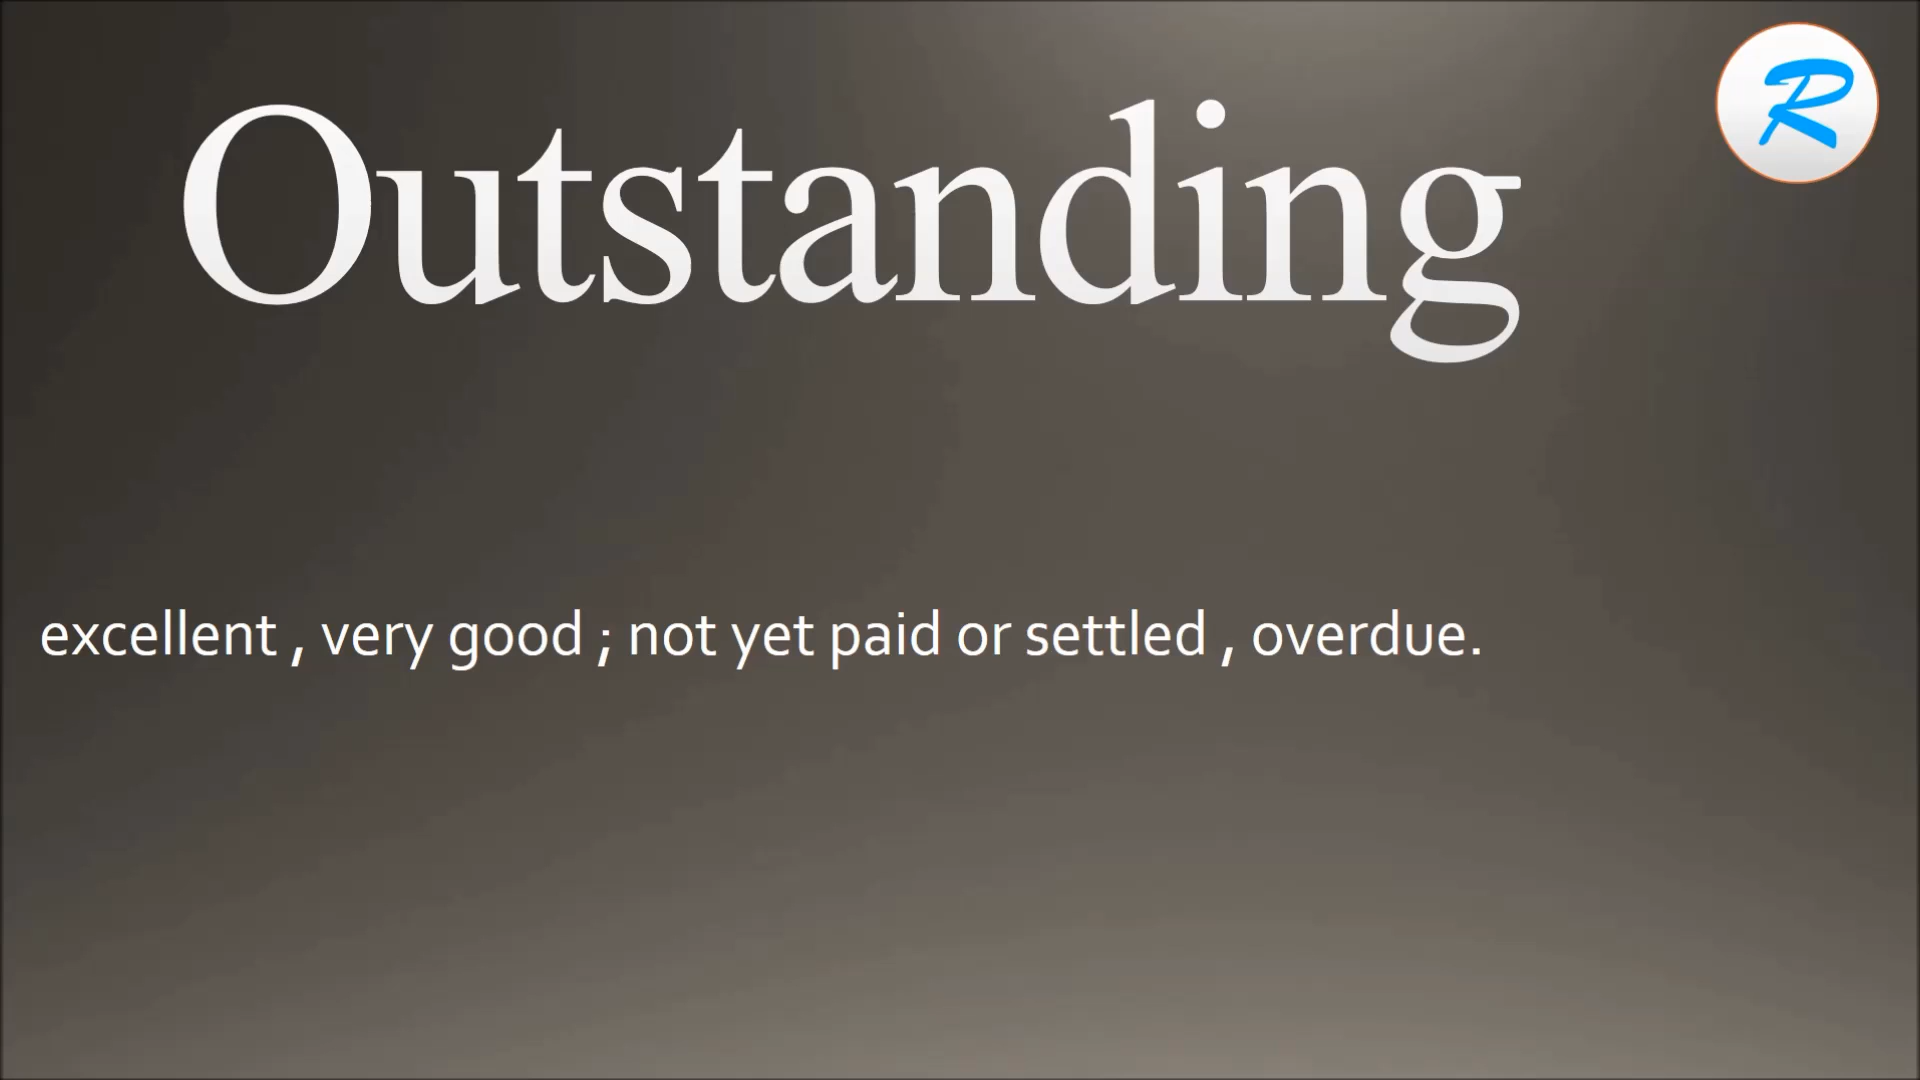 R
Outstanding
excellent , very good ; not yet paid or settled , overdue.